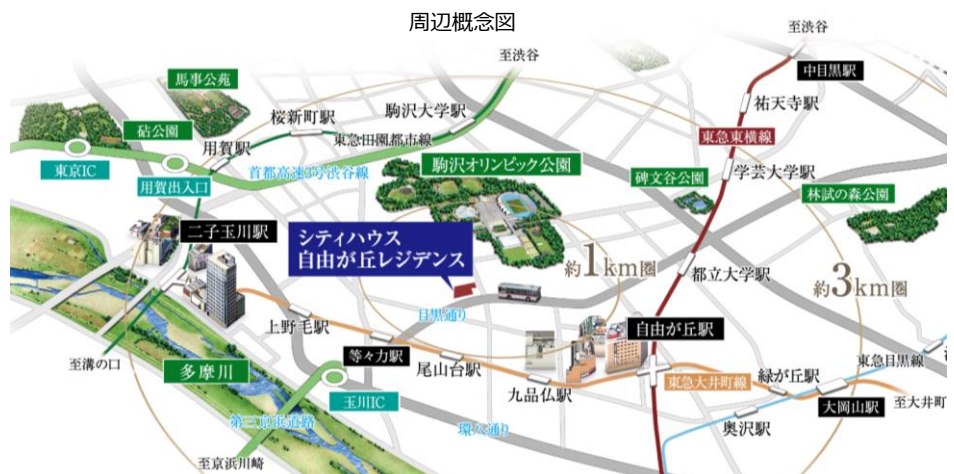 周辺概念図
至渋谷
至渋谷
中目黒駅
馬事公苑
祐天寺駅
駒沢大学駅
桜新町駅
砧公園
東急田園都市線
東急東横線
用賀駅
東京IC
首都高速3号渋谷線
駒沢オリンピック公園
学芸大学駅
用賀出入口
碑文谷公園
林試の森公園
二子玉川駅
シティハウス
自由が丘レジデンス
約1km圏
都立大学駅
約3km圏
目黒通り
上野毛駅
自由が丘駅
等々力駅
至溝の口
尾山台駅
東急目黒線
多摩川
九品仏駅
東急大井町線
緑が丘駅
玉川IC
大岡山駅
至大井町
第三京浜道路
環八通り
奥沢駅
至京浜川崎